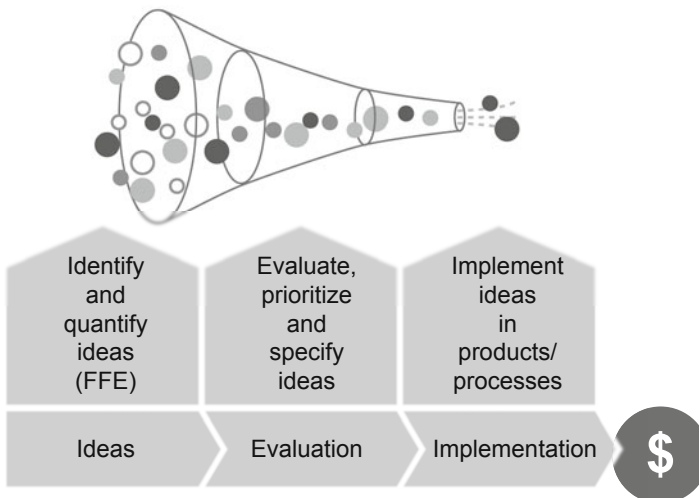 Identify
and
quantify
ideas
(FFE)
Evaluate,
prioritize
and
specify
ideas
Implement
ideas
in
products/
processes
Ideas
Evaluation
Implementation
$